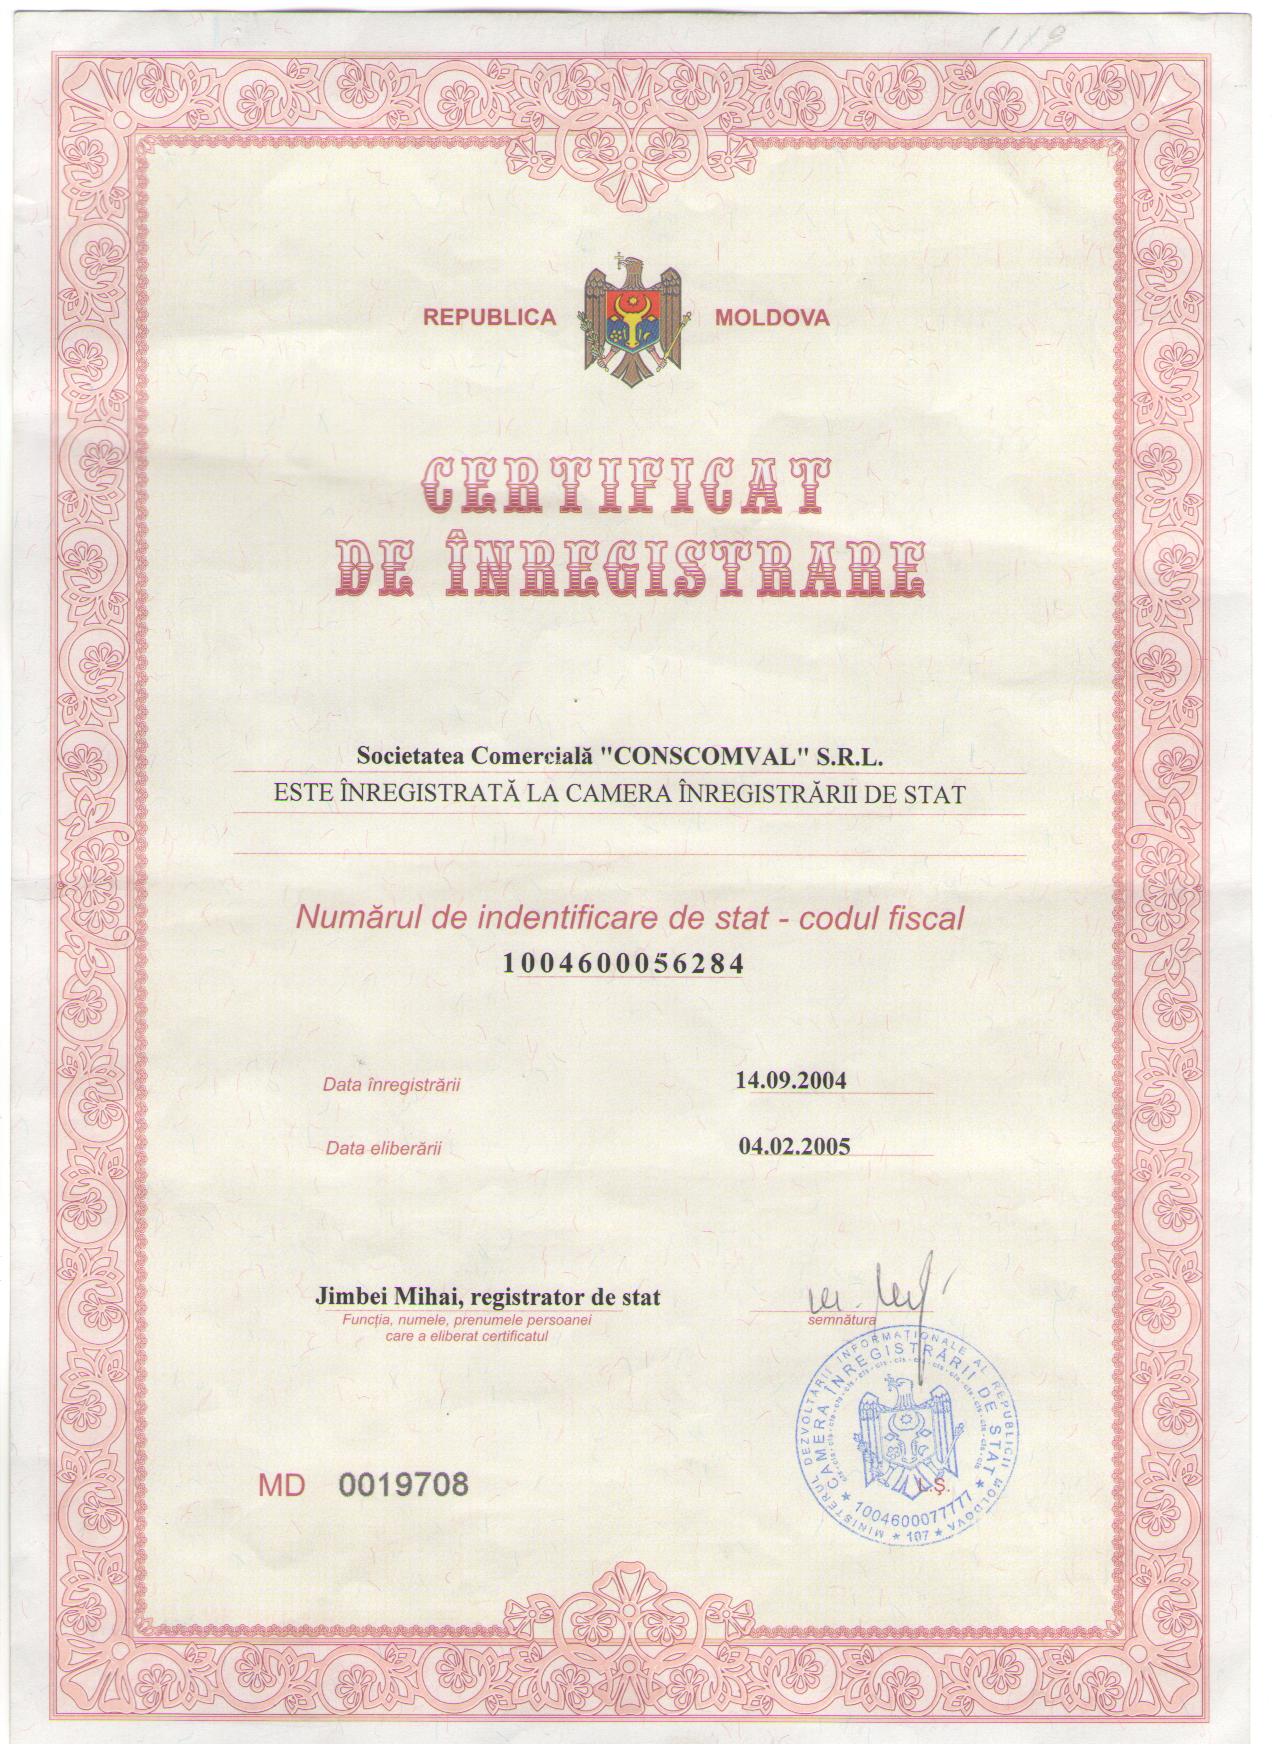 1119
REPUBLICA MOLDOVA
CERTIFICAT
DE ÎNREGISTRARE
Societatea Comercială "CONSCOMVAL" S.R.L.
ESTE ÎNREGISTRATĂ LA CAMERA ÎNREGISTRĂRII DE STAT
Numărul de indentificare de stat - codul fiscal
1004600056284
Data înregistrării 14.09.2004
Data eliberării 04.02.2005
Jimbei Mihai, registrator de stat
Funcția, numele, prenumele persoanei semnătura
care a eliberat certificatul
MINISTERUL DEZVOLTĂRII INFORMAȚIONALE AL REPUBLICII MOLDOVA
CAMERA ÎNREGISTRĂRII DE STAT
1004600077777
* 107 *
L.Ș.
MD 0019708